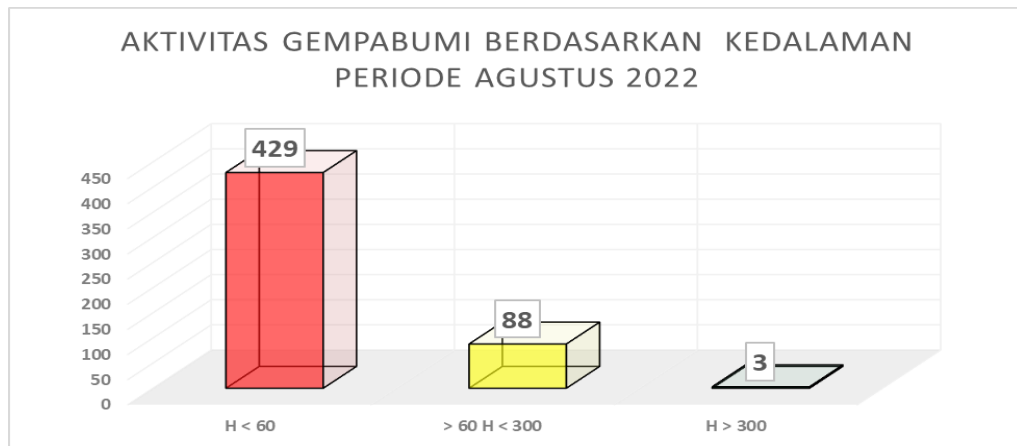 AKTIVITAS GEMPABUMI BERDASARKAN KEDALAMAN
PERIODE AGUSTUS 2022
429
450
400
350
300
250
200
150
100
50
0
88
3
H < 60
> 60 H < 300
H > 300